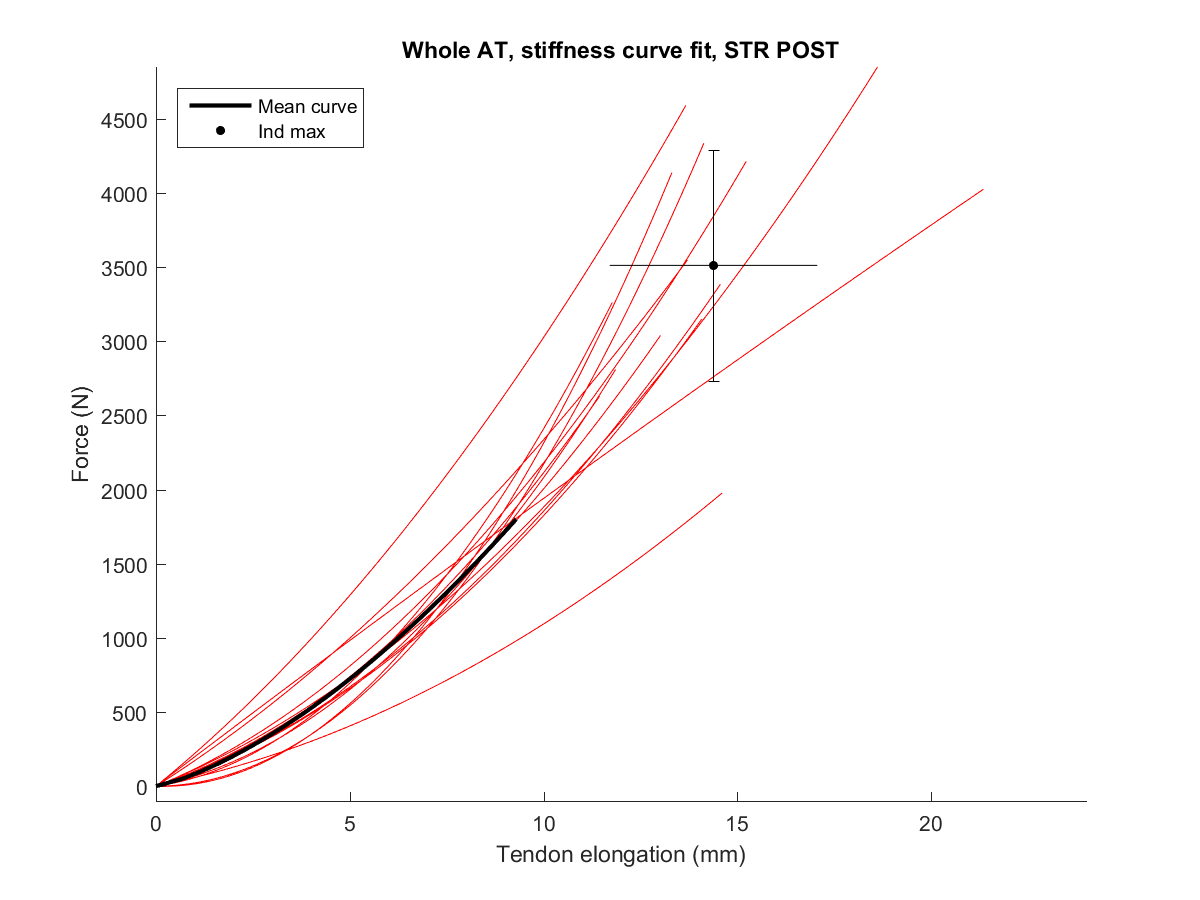 Whole AT, stiffness curve fit, STR POST
Mean curve
Ind max
4500
4000
3500
3000
2500
2000
1500
1000
500
0
Force (N)
0 5 10 15 20
Tendon elongation (mm)